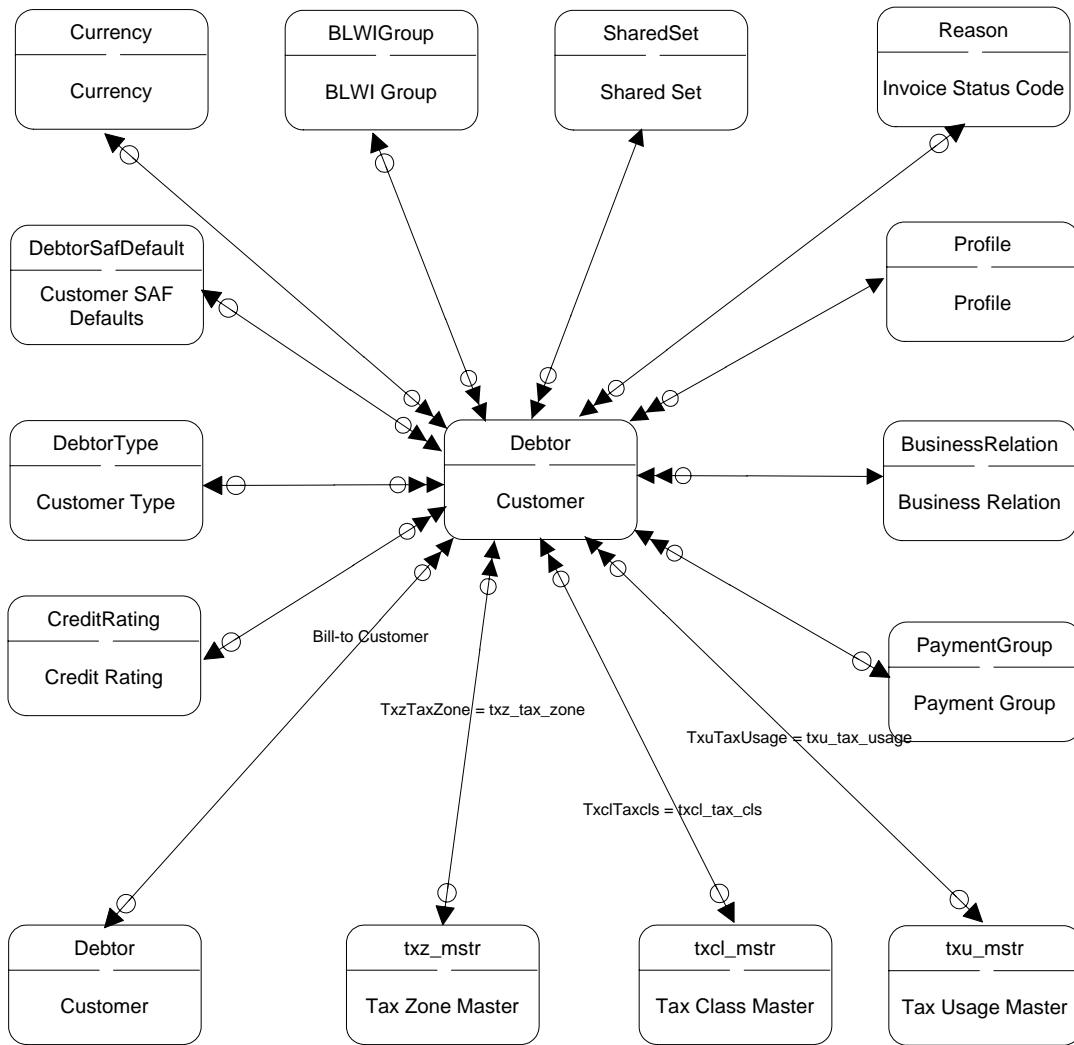 Currency
Currency
BLWIGroup
BLWI Group
SharedSet
Shared Set
Reason
Invoice Status Code
DebtorSafDefault
Customer SAF
Defaults
Profile
Profile
DebtorType
Customer Type
Debtor
Customer
BusinessRelation
Business Relation
CreditRating
Credit Rating
Bill-to Customer
PaymentGroup
Payment Group
TxzTaxZone = txz_tax_zone
TxuTaxUsage = txu_tax_usage
TxclTaxcls = txcl_tax_cls
Debtor
Customer
txz_mstr
Tax Zone Master
txcl_mstr
Tax Class Master
txu_mstr
Tax Usage Master